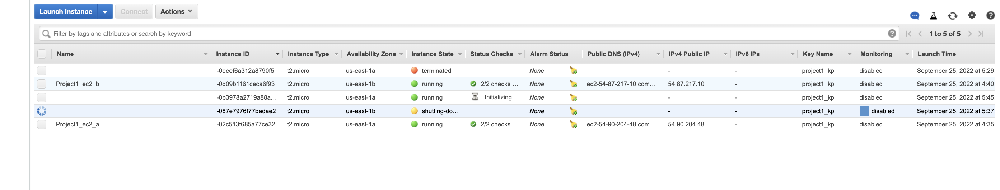 Launch Instance Connect Actions
Filter by tags and attributes or search by keyword 1 to 5 of 5
Name Instance ID Instance Type Availability Zone Instance State Status Checks Alarm Status Public DNS (IPv4) IPv4 Public IP IPv6 IPs Key Name Monitoring Launch Time
i-0eeef6a312a8790f5 t2.micro us-east-1a terminated None - - project1_kp disabled September 25, 2022 at 5:29:
Project1_ec2_b i-0d09b1161ceca6f93 t2.micro us-east-1b running 2/2 checks ... None ec2-54-87-217-10.com... 54.87.217.10 - project1_kp disabled September 25, 2022 at 4:40:
i-0b3978a2719a88a... t2.micro us-east-1a running Initializing None - - project1_kp disabled September 25, 2022 at 5:45:
i-087e7976f77badae2 t2.micro us-east-1b shutting-do... None - - project1_kp disabled September 25, 2022 at 5:37:
Project1_ec2_a i-02c513f685a77ce32 t2.micro us-east-1a running 2/2 checks ... None ec2-54-90-204-48.com... 54.90.204.48 - project1_kp disabled September 25, 2022 at 4:35: